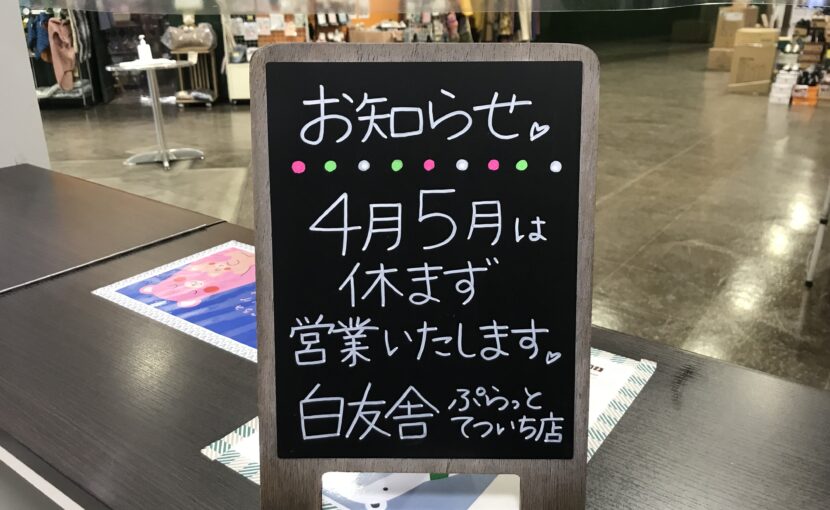 お知らせ♡
4月5月は
休まず
営業いたします♡
白友舎 ぷらっと
てついち店